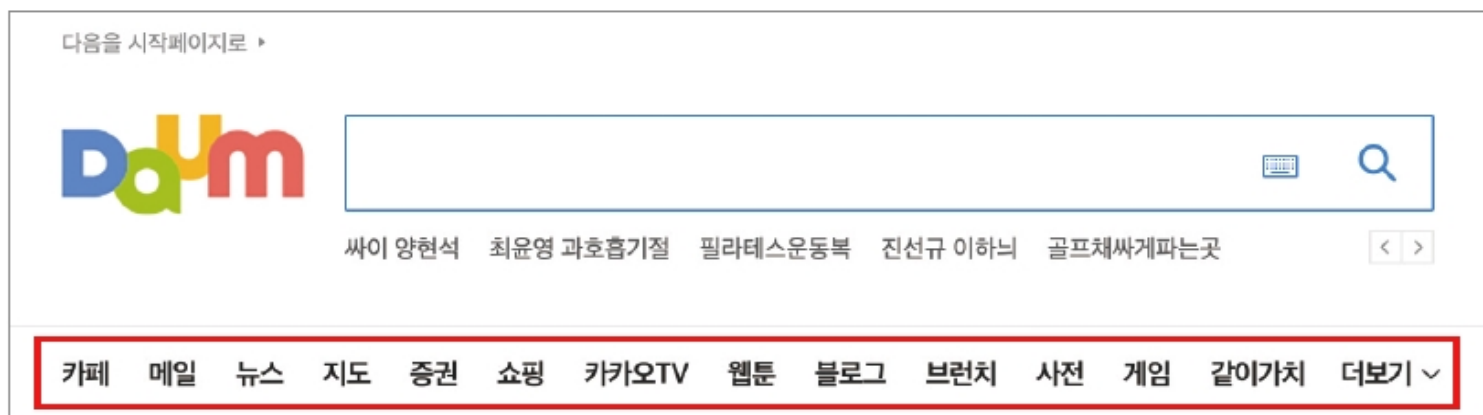 다음을 시작페이지로
Daum
싸이 양현석 최윤영 과호흡기절 필라테스운동복 진선규 이하늬 골프채싸게파는곳
카페 메일 뉴스 지도 증권 쇼핑 카카오TV 웹툰 블로그 브런치 사전 게임 같이가치 더보기